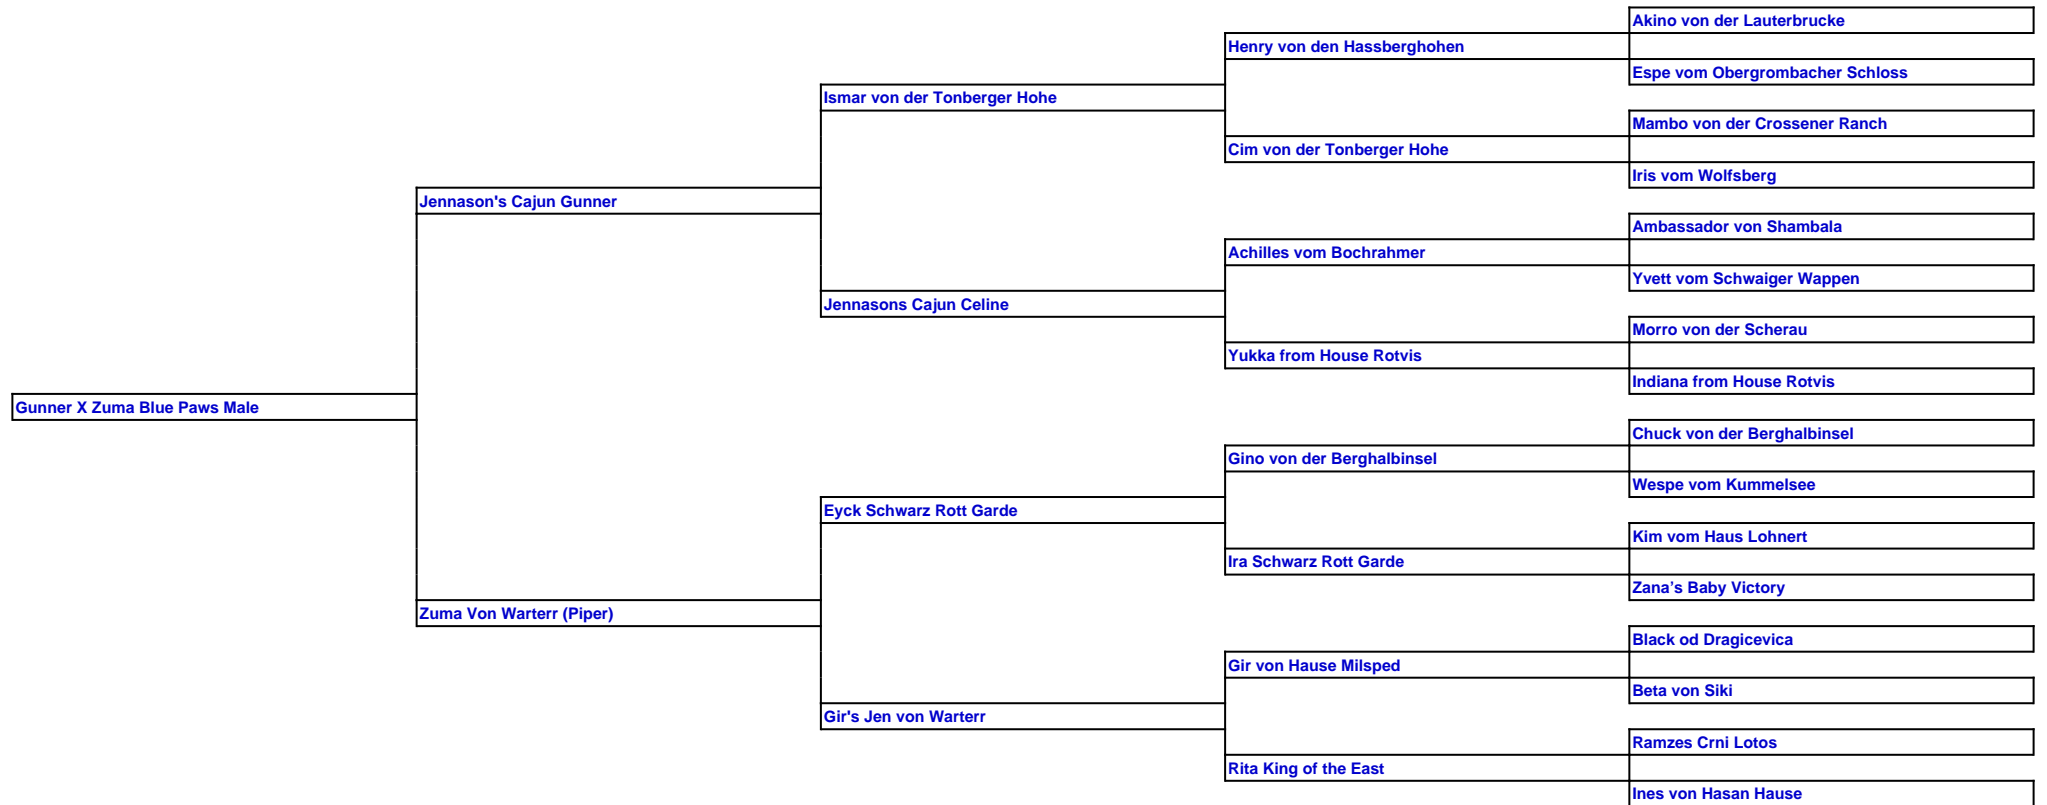 Akino von der Lauterbrucke
Henry von den Hassberghohen
Espe vom Obergrombacher Schloss
Ismar von der Tonberger Hohe
Mambo von der Crossener Ranch
Cim von der Tonberger Hohe
Iris vom Wolfsberg
Jennason's Cajun Gunner
Ambassador von Shambala
Achilles vom Bochrahmer
Yvett vom Schwaiger Wappen
Jennasons Cajun Celine
Morro von der Scherau
Yukka from House Rotvis
Indiana from House Rotvis
Gunner X Zuma Blue Paws Male
Chuck von der Berghalbinsel
Gino von der Berghalbinsel
Wespe vom Kummelsee
Eyck Schwarz Rott Garde
Kim vom Haus Lohnert
Ira Schwarz Rott Garde
Zana’s Baby Victory
Zuma Von Warterr (Piper)
Black od Dragicevica
Gir von Hause Milsped
Beta von Siki
Gir's Jen von Warterr
Ramzes Crni Lotos
Rita King of the East
Ines von Hasan Hause